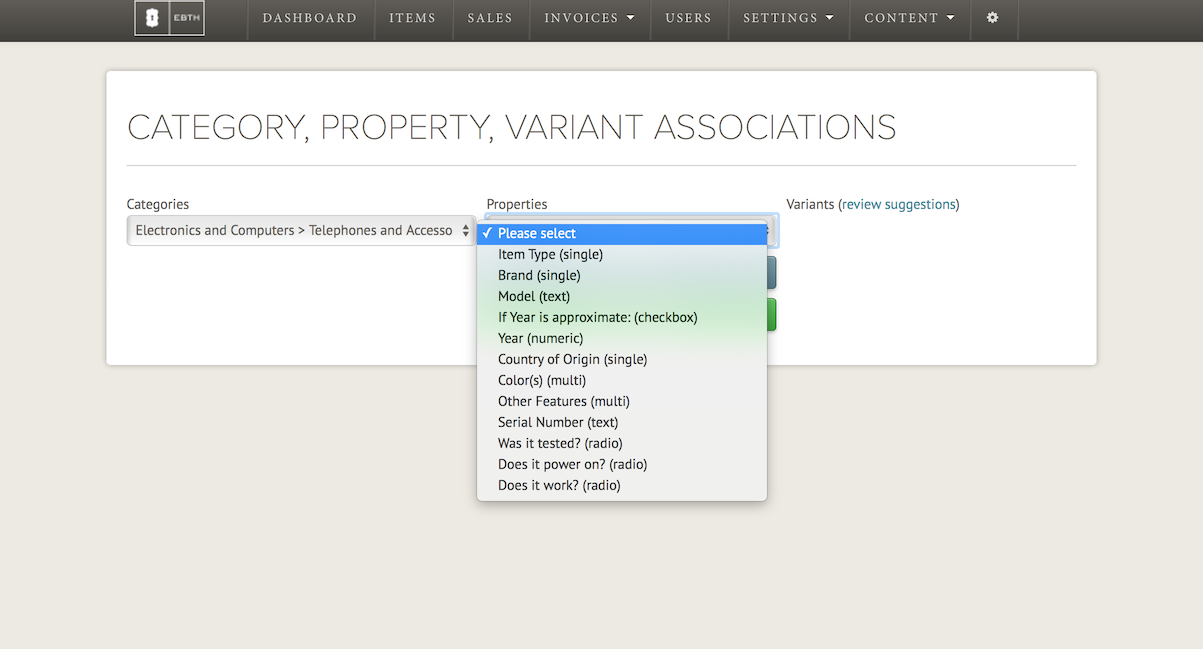 EBTH
DASHBOARD
ITEMS
SALES
INVOICES
USERS
SETTINGS
CONTENT
CATEGORY, PROPERTY, VARIANT ASSOCIATIONS
Categories
Electronics and Computers > Telephones and Accesso
Properties
✓ Please select
Item Type (single)
Brand (single)
Model (text)
If Year is approximate: (checkbox)
Year (numeric)
Country of Origin (single)
Color(s) (multi)
Other Features (multi)
Serial Number (text)
Was it tested? (radio)
Does it power on? (radio)
Does it work? (radio)
Variants (review suggestions)